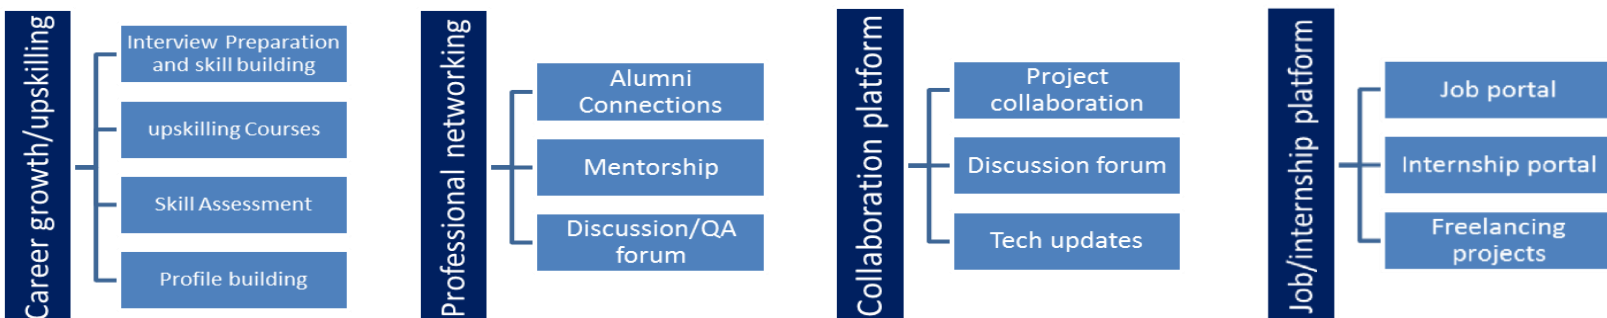 Career growth/upskilling
Interview Preparation
and skill building
upskilling Courses
Skill Assessment
Profile building
Professional networking
Alumni
Connections
Mentorship
Discussion/QA
forum
Collaboration platform
Project
collaboration
Discussion forum
Tech updates
Job/internship platform
Job portal
Internship portal
Freelancing
projects